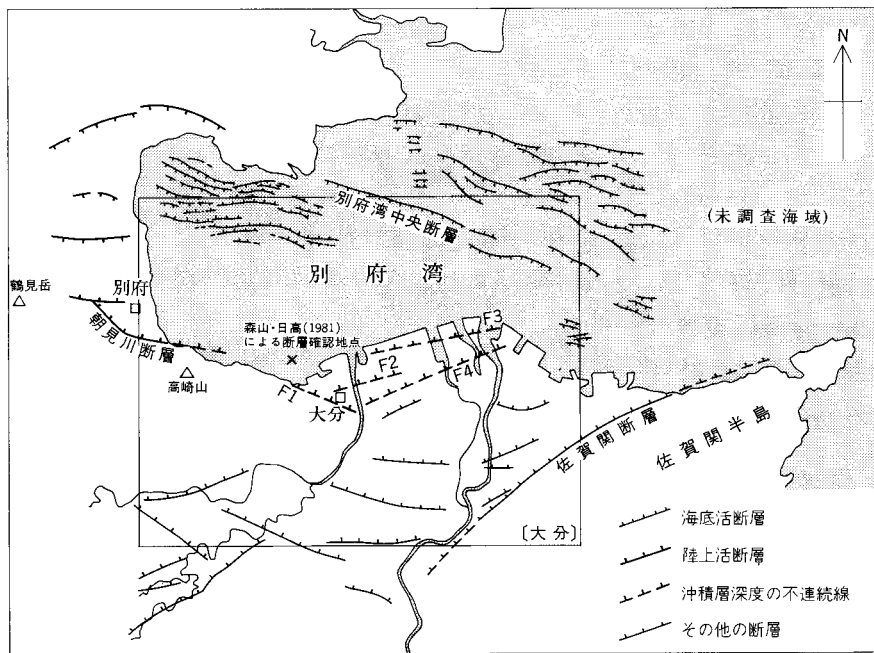 N
別府湾中央断層
(未調査海域)
別府湾
鶴見岳
別府
朝見川断層
森山・日高(1981)
による断層確認地点
高崎山
F1
F2
F3
F4
大分
佐賀関断層
佐賀関半島
〔大分〕
海底活断層
陸上活断層
沖積層深度の不連続線
その他の断層